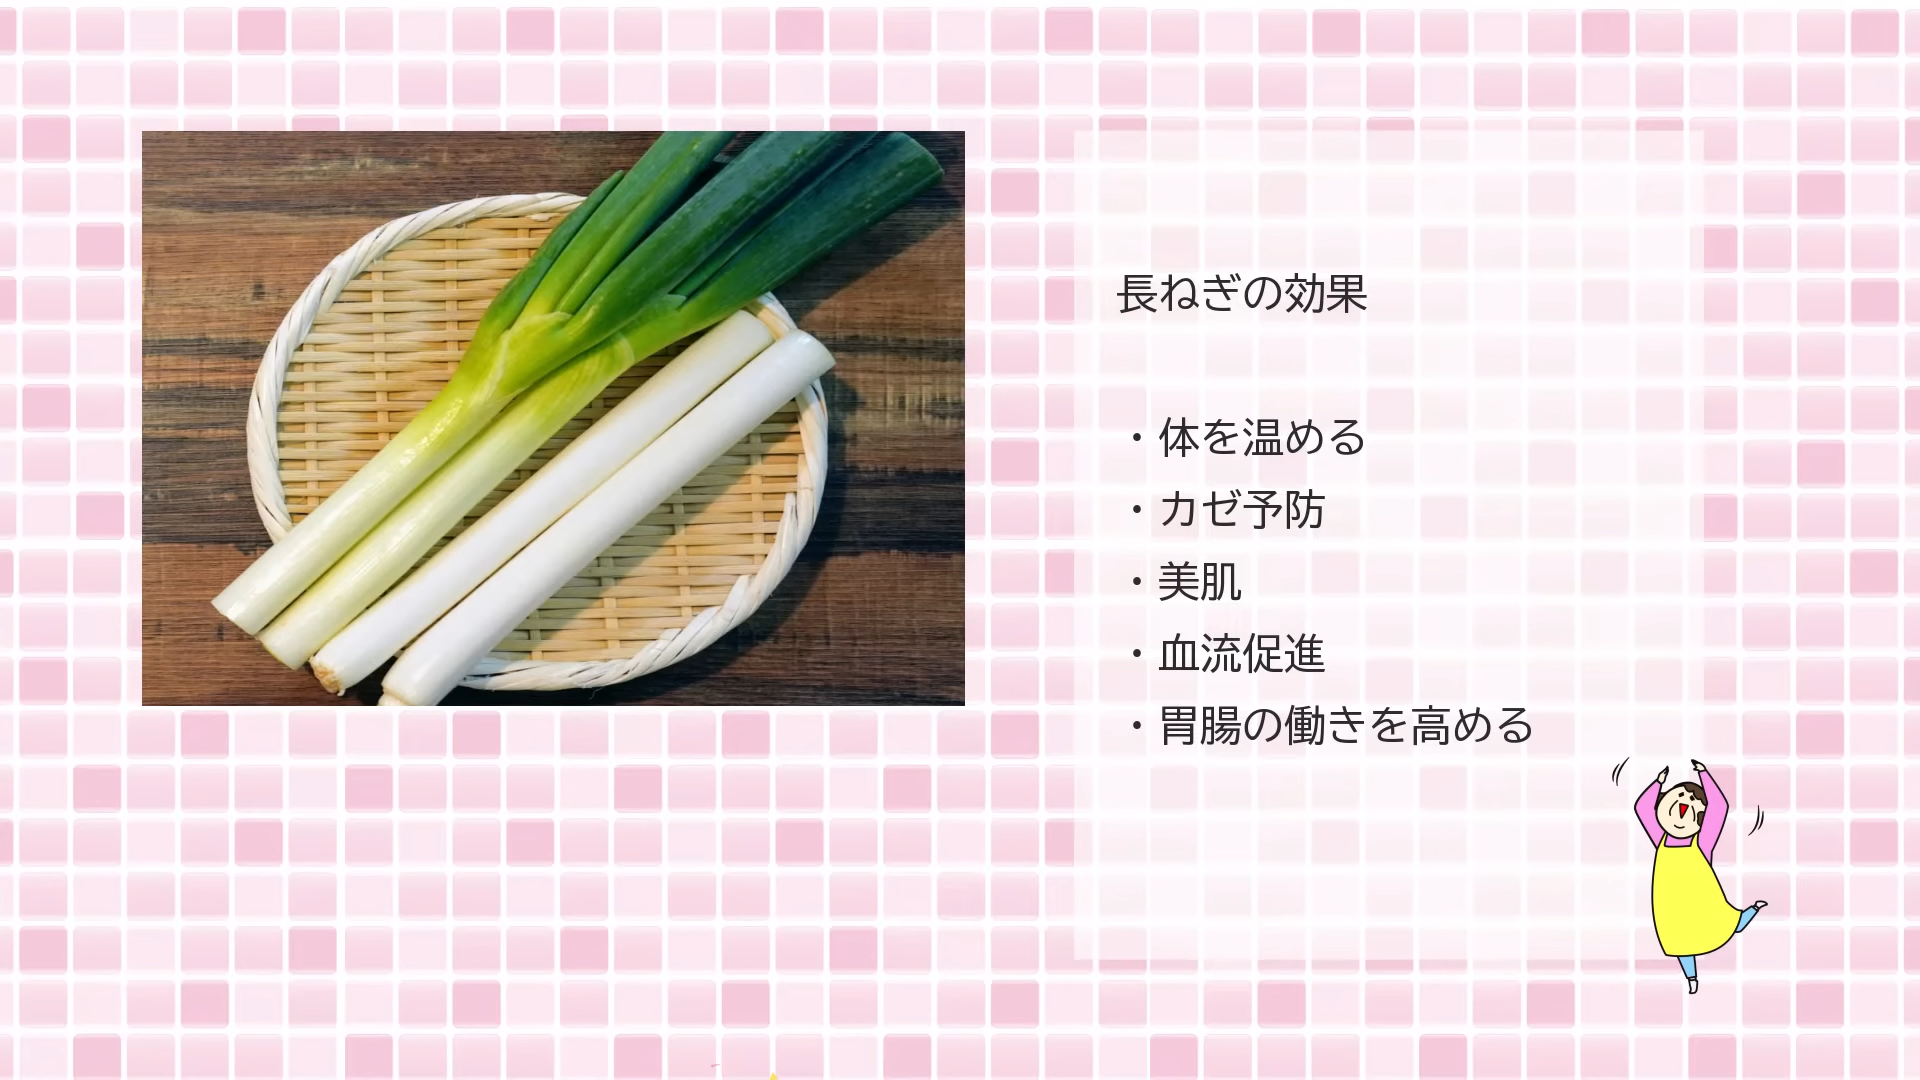 長ねぎの効果
・体を温める
・カゼ予防
・美肌
・血流促進
・胃腸の働きを高める